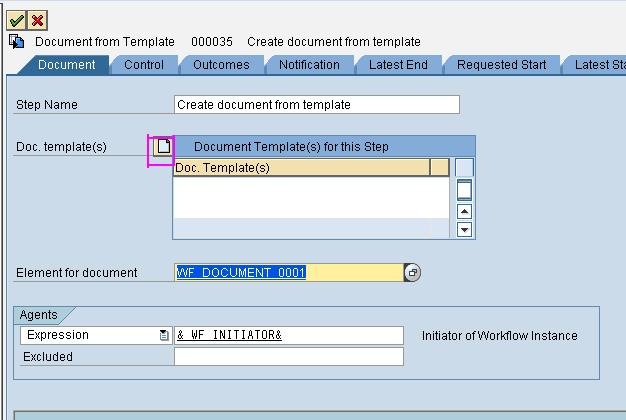 Document from Template 000035 Create document from template
Document Control Outcomes Notification Latest End Requested Start Latest Sta
Step Name Create document from template
Doc. template(s) Document Template(s) for this Step
Doc. Template(s)
Element for document WF_DOCUMENT_0001
Agents
Expression &_WF_INITIATOR& Initiator of Workflow Instance
Excluded